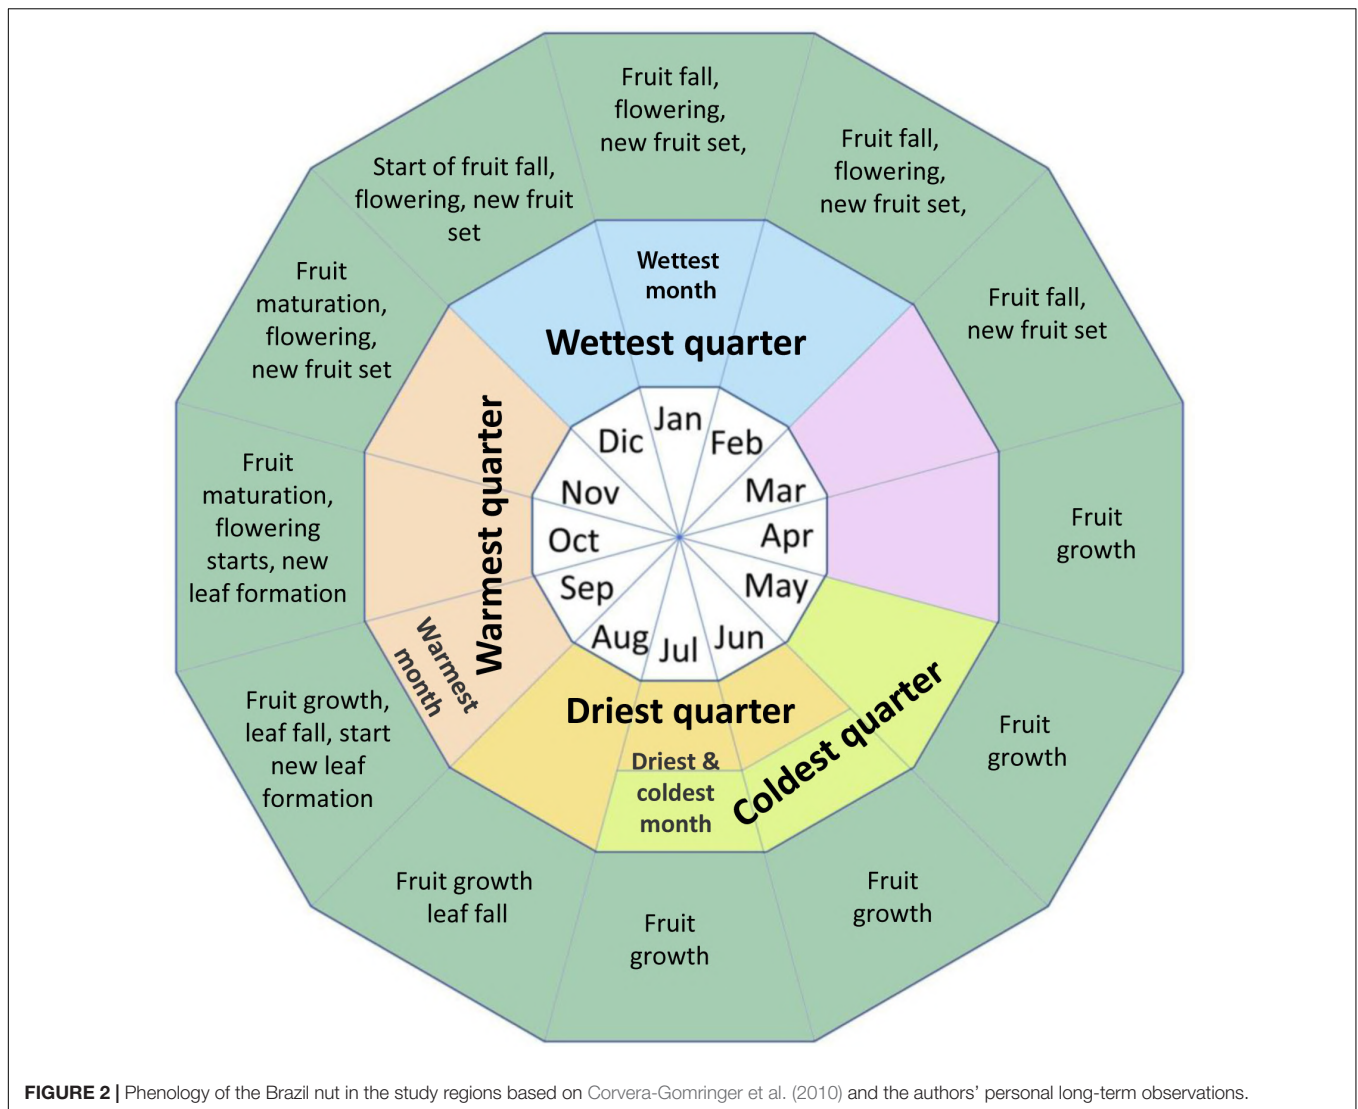 Fruit fall,
flowering,
new fruit set,
Fruit fall,
flowering,
new fruit set,
Fruit fall,
new fruit set
Fruit
growth
Fruit
growth
Fruit
growth
Fruit
growth
Fruit growth
leaf fall
Fruit growth,
leaf fall, start
new leaf
formation
Fruit
maturation,
flowering
starts, new
leaf formation
Fruit
maturation,
flowering,
new fruit set
Start of fruit fall,
flowering, new fruit
set
Wettest
month
Wettest quarter
Coldest quarter
Driest quarter
Driest &
coldest
month
Warmest quarter
Warmest
month
Jan
Feb
Mar
Apr
May
Jun
Jul
Aug
Sep
Oct
Nov
Dic
FIGURE 2 | Phenology of the Brazil nut in the study regions based on Corvera-Gomringer et al. (2010) and the authors' personal long-term observations.